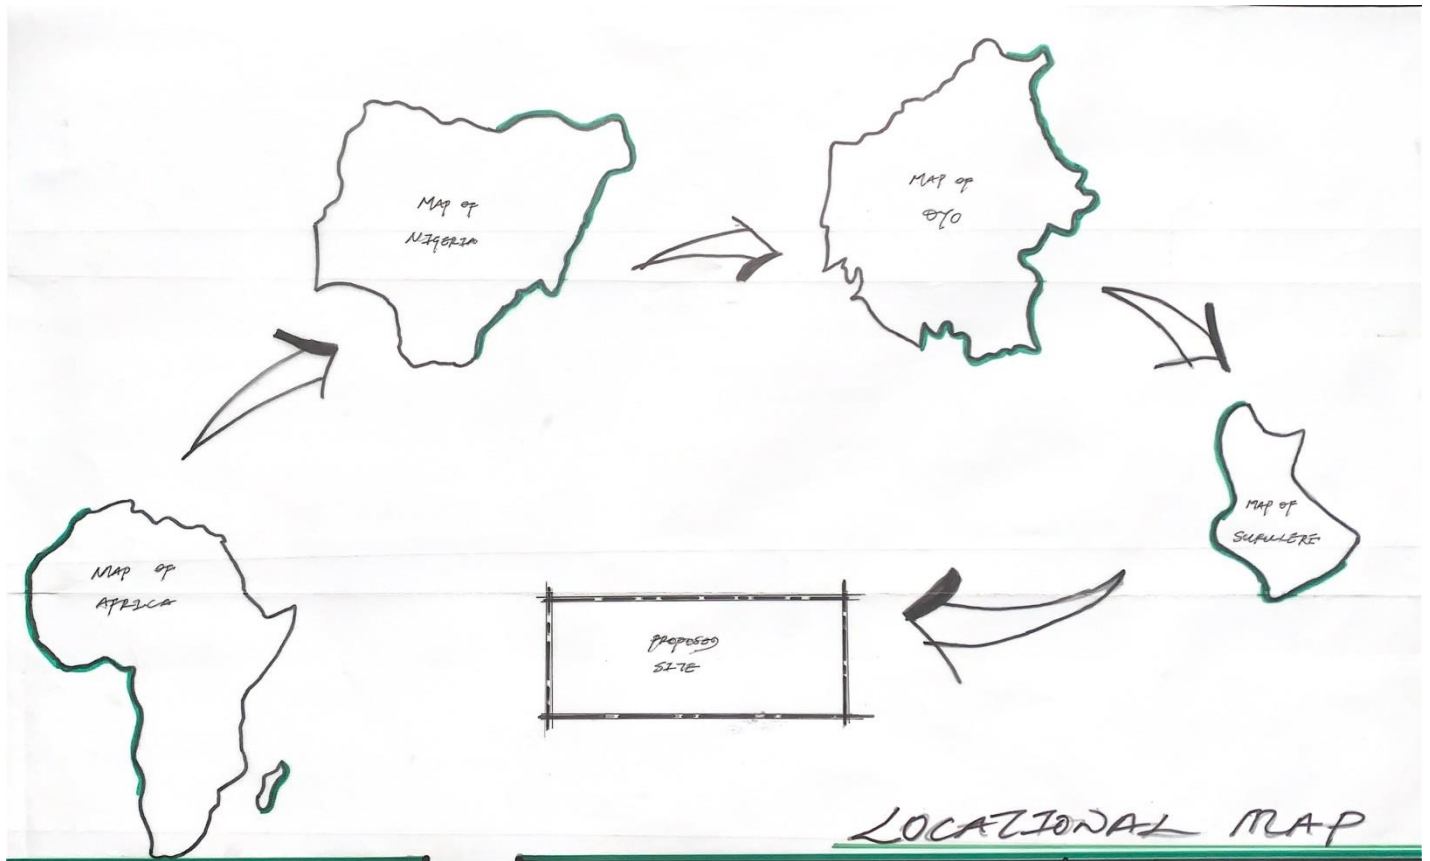 MAP OF
AFRICA
MAP OF
NIGERIA
MAP OF
OYO
MAP OF
SURULERE
PROPOSED
SITE
LOCATIONAL MAP